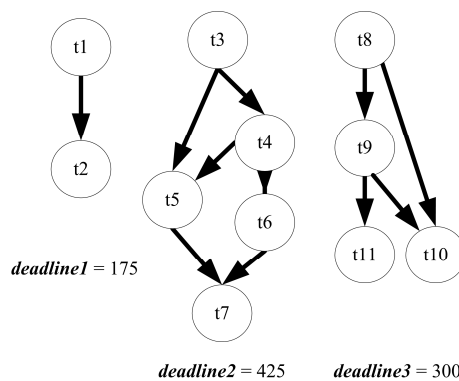 t1
t2
deadline1 = 175
t3
t4
t5
t6
t7
deadline2 = 425
t8
t9
t11
t10
deadline3 = 300